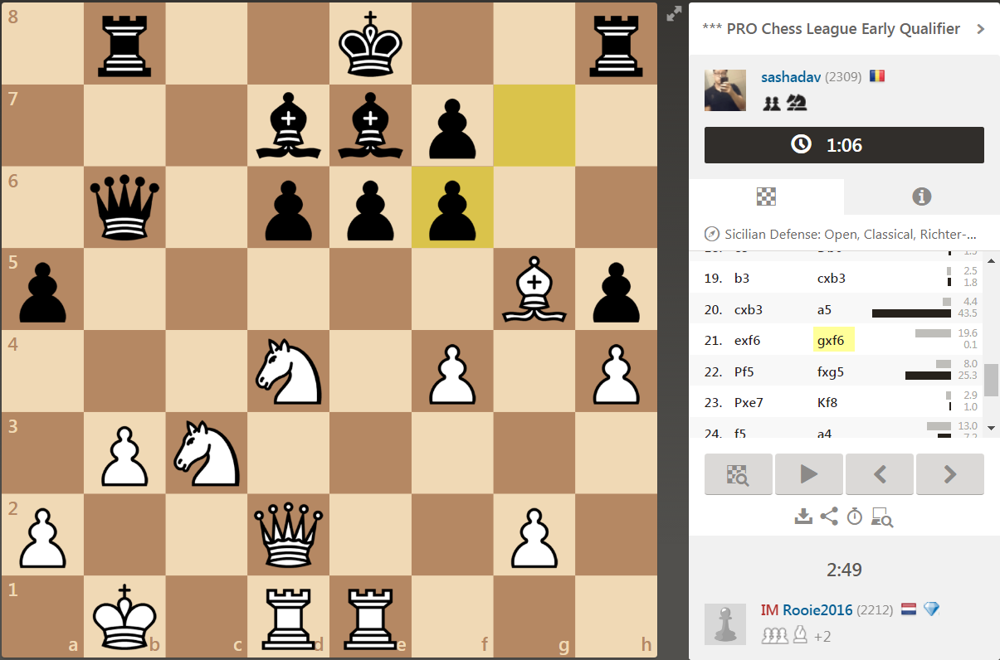 8
7
6
5
4
3
2
1
a b c d e f g h
*** PRO Chess League Early Qualifier
sashadav (2309)
1:06
Sicilian Defense: Open, Classical, Richter-...
19. b3 cxb3 2.5
1.8
20. cxb3 a5 4.4
43.5
21. exf6 gxf6 19.6
0.1
22. Pf5 fxg5 8.0
25.3
23. Pxe7 Kf8 2.9
1.0
24. f5 a4 13.0
7.2
2:49
IM Rooie2016 (2212)
+2